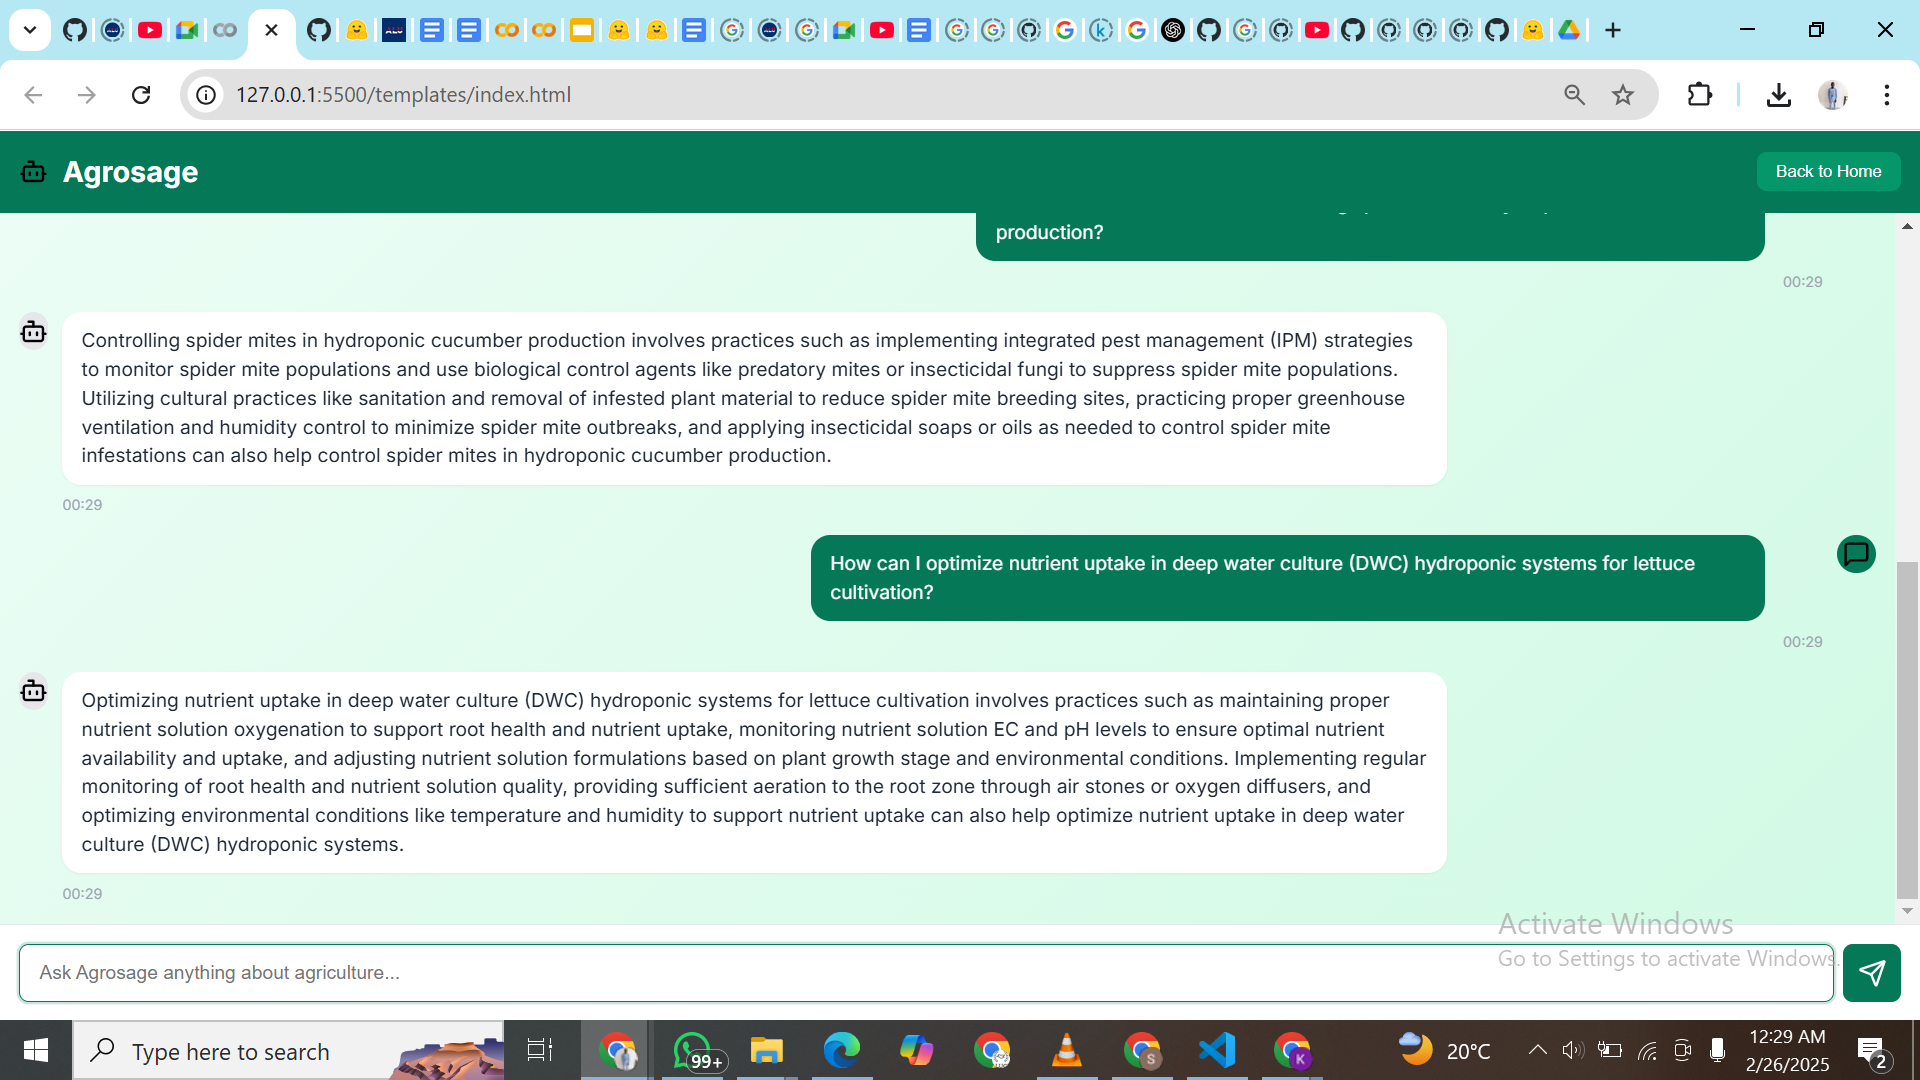 127.0.0.1:5500/templates/index.html
Agrosage
Back to Home
production?
00:29
Controlling spider mites in hydroponic cucumber production involves practices such as implementing integrated pest management (IPM) strategies
to monitor spider mite populations and use biological control agents like predatory mites or insecticidal fungi to suppress spider mite populations.
Utilizing cultural practices like sanitation and removal of infested plant material to reduce spider mite breeding sites, practicing proper greenhouse
ventilation and humidity control to minimize spider mite outbreaks, and applying insecticidal soaps or oils as needed to control spider mite
infestations can also help control spider mites in hydroponic cucumber production.
00:29
How can I optimize nutrient uptake in deep water culture (DWC) hydroponic systems for lettuce
cultivation?
00:29
Optimizing nutrient uptake in deep water culture (DWC) hydroponic systems for lettuce cultivation involves practices such as maintaining proper
nutrient solution oxygenation to support root health and nutrient uptake, monitoring nutrient solution EC and pH levels to ensure optimal nutrient
availability and uptake, and adjusting nutrient solution formulations based on plant growth stage and environmental conditions. Implementing regular
monitoring of root health and nutrient solution quality, providing sufficient aeration to the root zone through air stones or oxygen diffusers, and
optimizing environmental conditions like temperature and humidity to support nutrient uptake can also help optimize nutrient uptake in deep water
culture (DWC) hydroponic systems.
00:29
Activate Windows
Go to Settings to activate Windows.
Ask Agrosage anything about agriculture...
Type here to search
99+
S
K
20°C
12:29 AM
2/26/2025
2